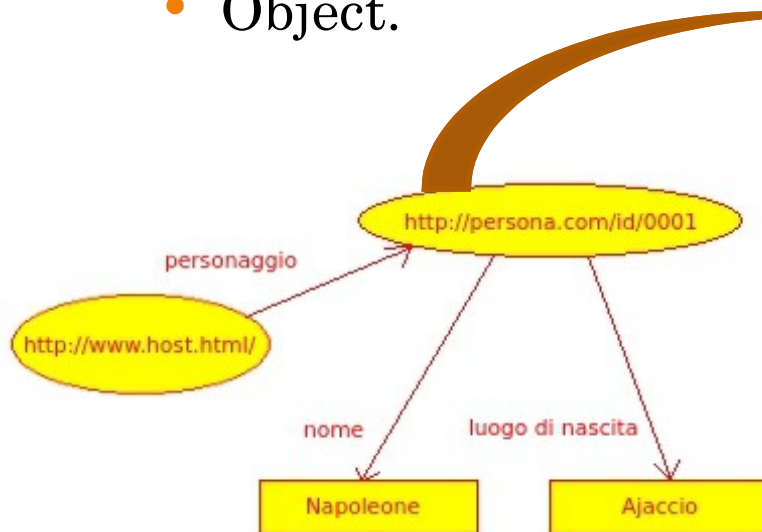 Object.
http://persona.com/id/0001
personaggio
http://www.host.html/
nome
luogo di nascita
Napoleone
Ajaccio